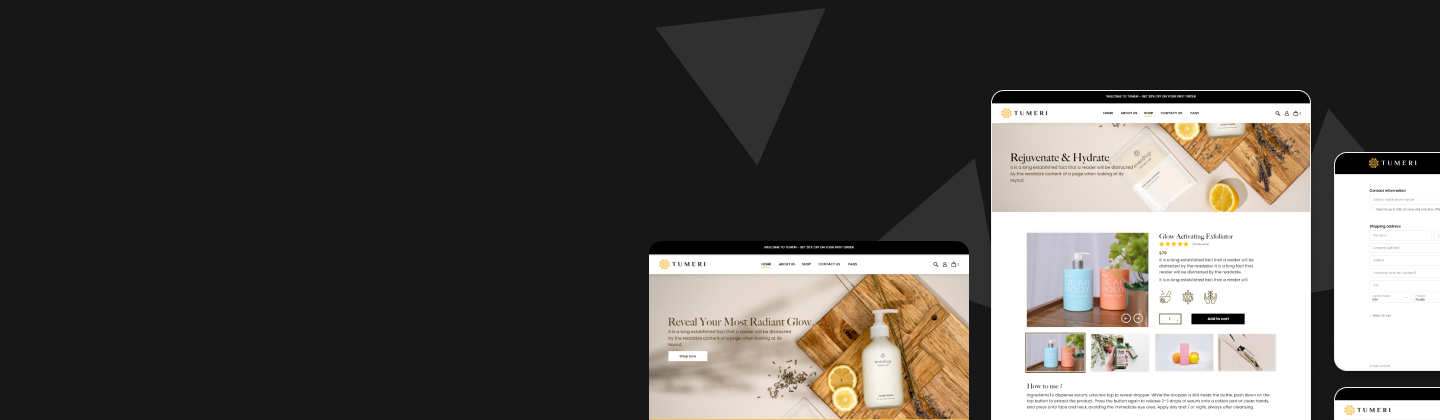 WELCOME TO TUMERI - GET 20% OFF ON YOUR FIRST ORDER
TUMERI
HOME ABOUT US SHOP CONTACT US FAQS
Reveal Your Most Radiant Glow
It is a long established fact that a reader will be distracted
by the readable content of a page when looking at its
layout.
Shop now
WELCOME TO TUMERI - GET 20% OFF ON YOUR FIRST ORDER
TUMERI
HOME ABOUT US SHOP CONTACT US FAQS
Rejuvenate & Hydrate
It is a long established fact that a reader will be distracted
by the readable content of a page when looking at its
layout.
Glow Activating Exfoliator
$79
It is a long established fact that a reader will be
distracted by the readable It is a long fact that
reader will be distracted by the readable
It is a long established fact that a reader will
1
Add to cart
DEAR BODY
DEAR BODY
How to use ?
Ingredients's dispense serum, unscrew top to reveal dropper. While the dropper is still inside the bottle, push down on the
top button to extract the product. Press the button again to release 2-3 drops of serum onto a cotton pad or clean hands,
and press onto face and neck, avoiding the immediate eye area. Apply day and / or night, always after cleansing.
TUMERI
Contact information
Shipping address
TUMERI